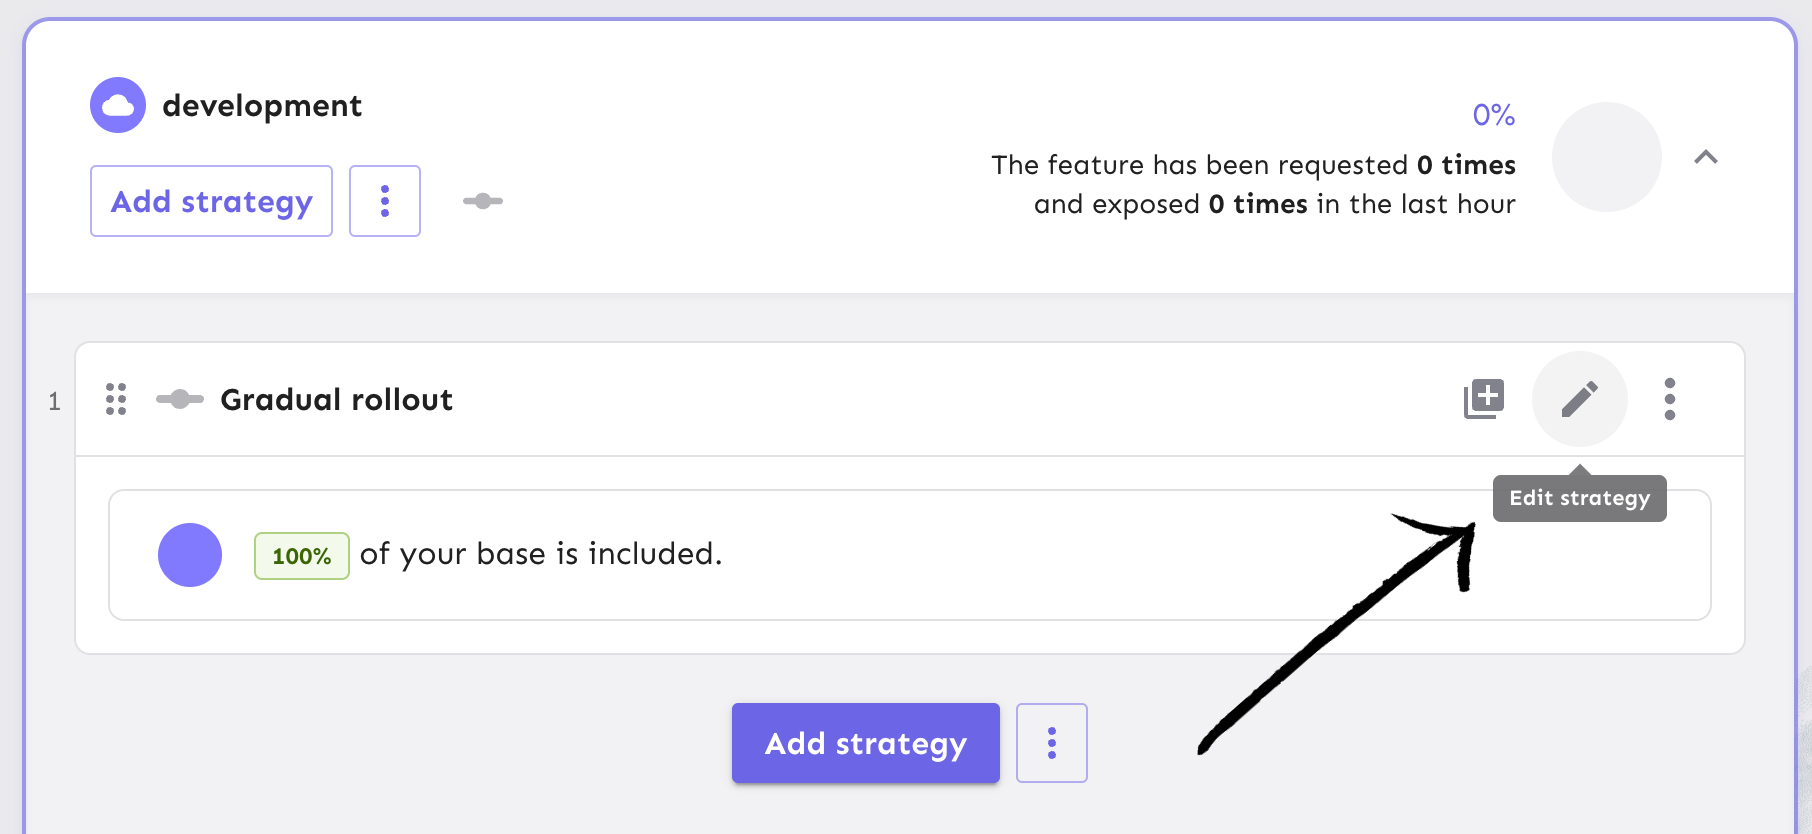 development
Add strategy
0%
The feature has been requested 0 times
and exposed 0 times in the last hour
1
Gradual rollout
Edit strategy
100% of your base is included.
Add strategy